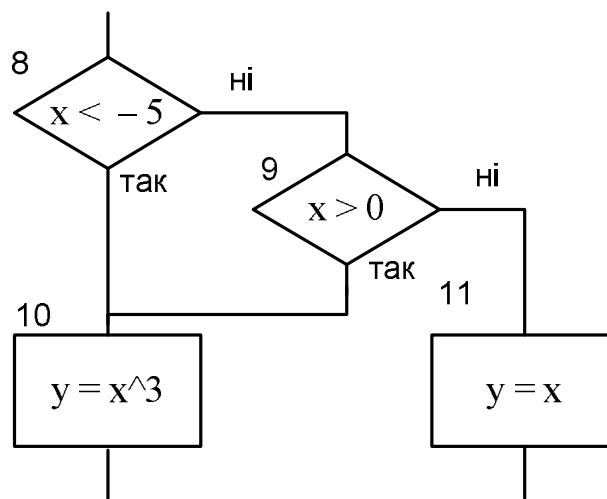 8
ні
x < – 5
так
9
ні
x > 0
так
10
11
y = x^3
y = x